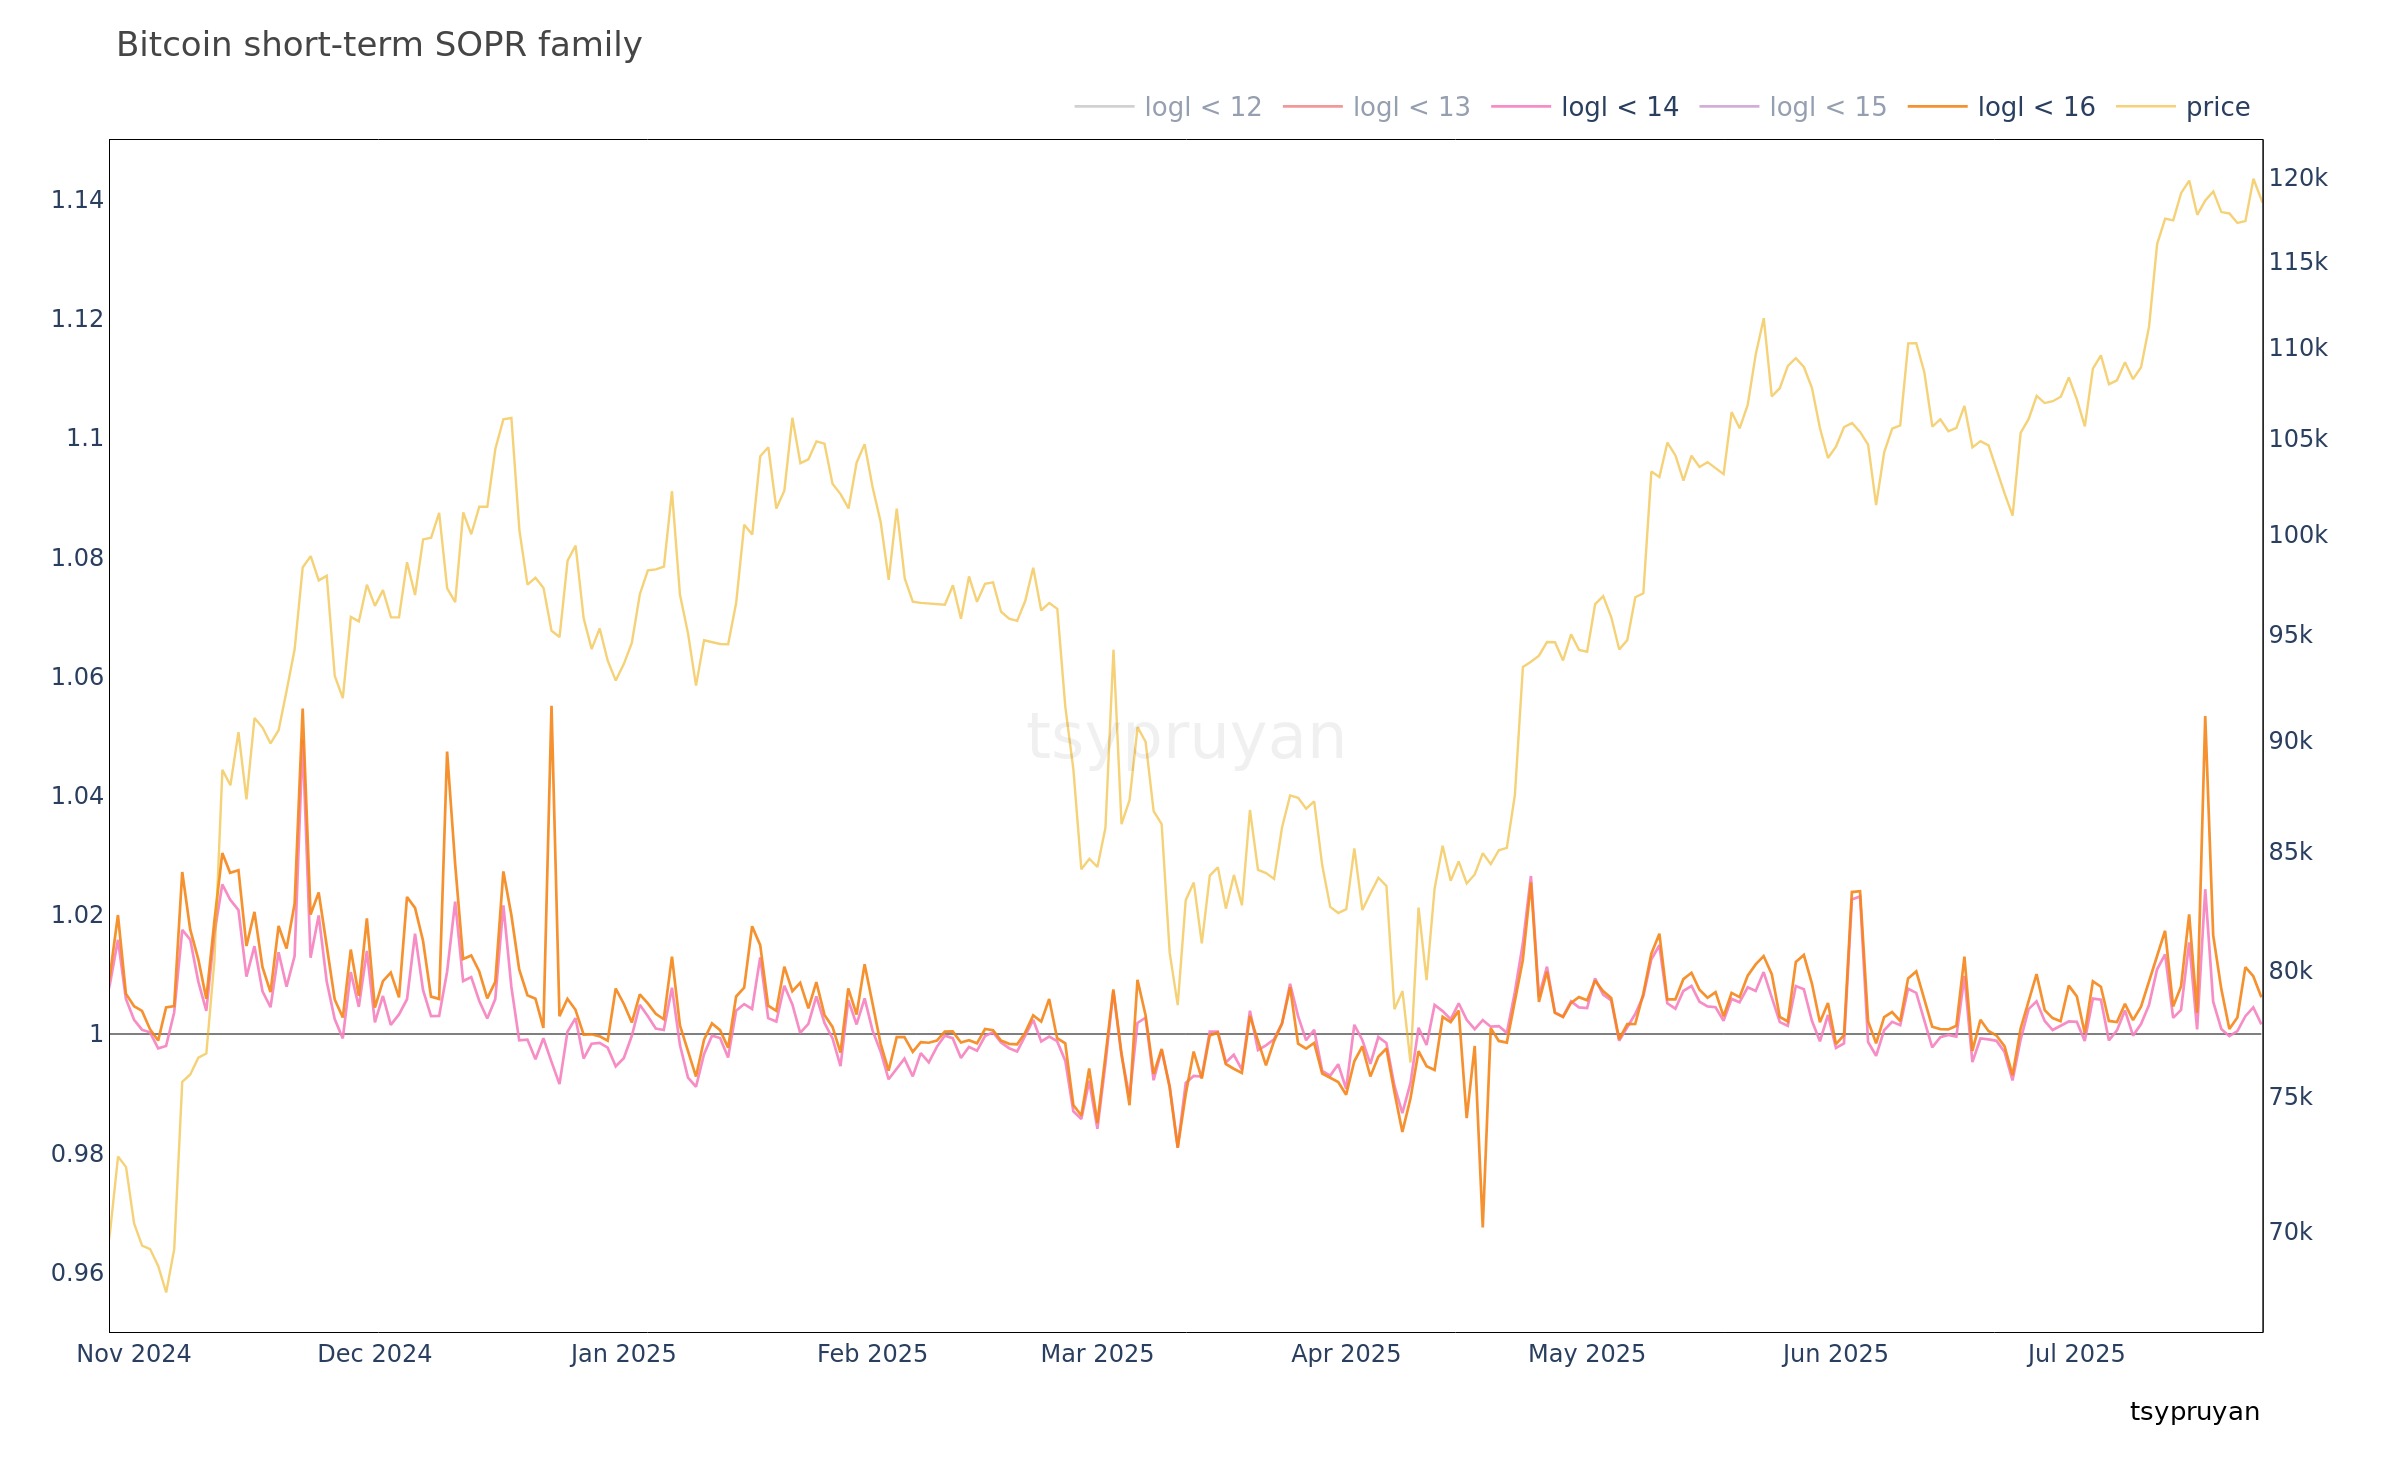 Bitcoin short-term SOPR family
logl < 12 logl < 13 logl < 14 logl < 15 logl < 16 price
1.14
1.12
1.1
1.08
1.06
1.04
1.02
1
0.98
0.96
120k
115k
110k
105k
100k
95k
90k
85k
80k
75k
70k
tsypruyan
Nov 2024 Dec 2024 Jan 2025 Feb 2025 Mar 2025 Apr 2025 May 2025 Jun 2025 Jul 2025
tsypruyan